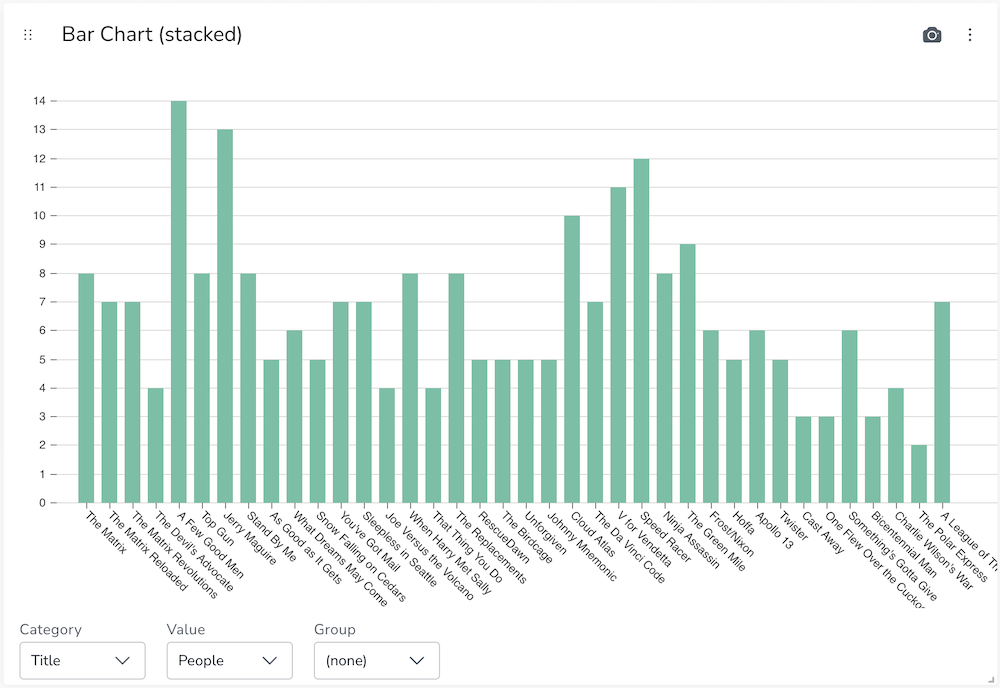 Bar Chart (stacked)
14
13
12
11
10
9
8
7
6
5
4
3
2
1
0
The Matrix
The Matrix Reloaded
The Matrix Revolutions
The Devil's Advocate
A Few Good Men
Top Gun
Jerry Maguire
Stand By Me
As Good as It Gets
What Dreams May Come
Snow Falling on Cedars
You've Got Mail
Sleepless in Seattle
Joe Versus the Volcano
When Harry Met Sally
That Thing You Do
The Replacements
RescueDawn
The Birdcage
Unforgiven
Johnny Mnemonic
Cloud Atlas
The Da Vinci Code
V for Vendetta
Speed Racer
Ninja Assassin
The Green Mile
Frost/Nixon
Hoffa
Apollo 13
Twister
Cast Away
One Flew Over the Cucko
Something's Gotta Give
Bicentennial Man
Charlie Wilson's War
The Polar Express
A League of Th
Category
Value
Group
Title
People
(none)